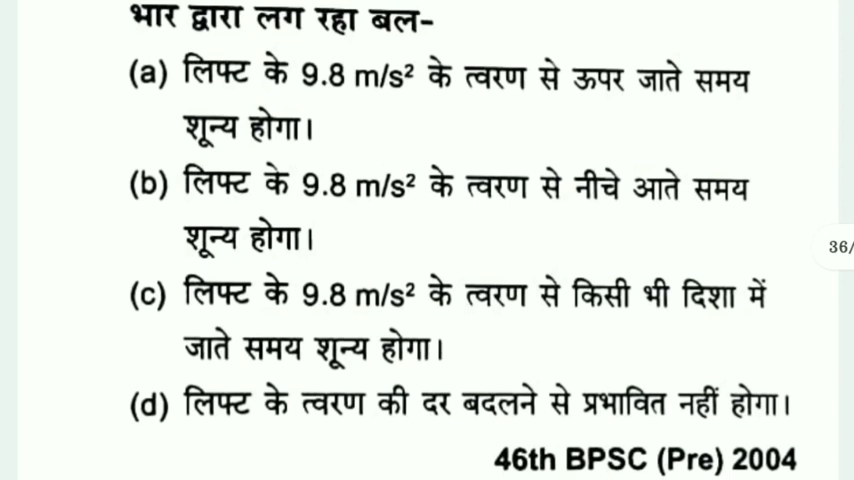 भार द्वारा लग रहा बल-
(a) लिफ्ट के 9.8 m/s² के त्वरण से ऊपर जाते समय
शून्य होगा।
(b) लिफ्ट के 9.8 m/s² के त्वरण से नीचे आते समय
शून्य होगा।
36/
(c) लिफ्ट के 9.8 m/s² के त्वरण से किसी भी दिशा में
जाते समय शून्य होगा।
(d) लिफ्ट के त्वरण की दर बदलने से प्रभावित नहीं होगा।
46th BPSC (Pre) 2004